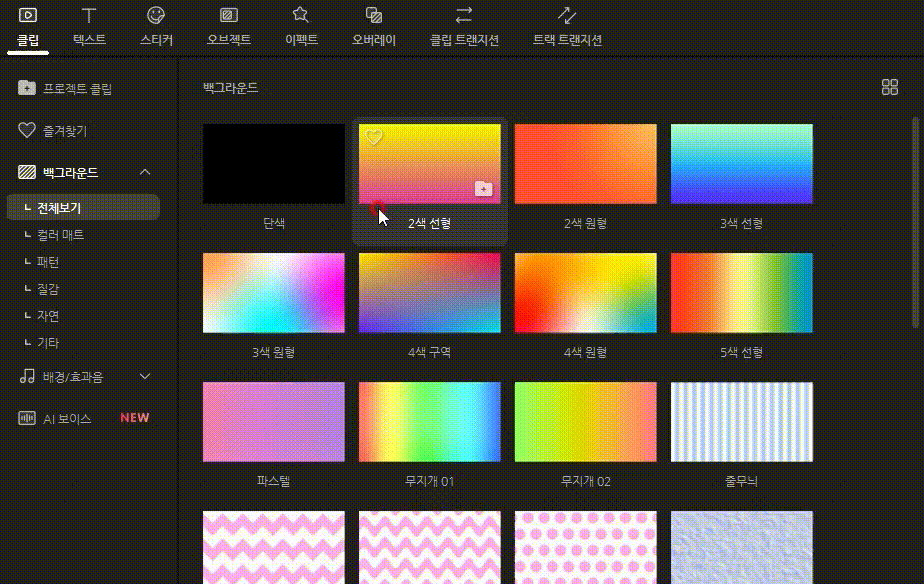 클립 텍스트 스티커 오브젝트 이펙트 오버레이 클립 트랜지션 트랙 트랜지션
프로젝트 클립
즐겨찾기
백그라운드
전체보기
컬러 매트
패턴
질감
자연
기타
배경/효과음
AI 보이스 NEW
백그라운드
단색 2색 선형 2색 원형 3색 선형
3색 원형 4색 구역 4색 원형 5색 선형
파스텔 무지개 01 무지개 02 줄무늬